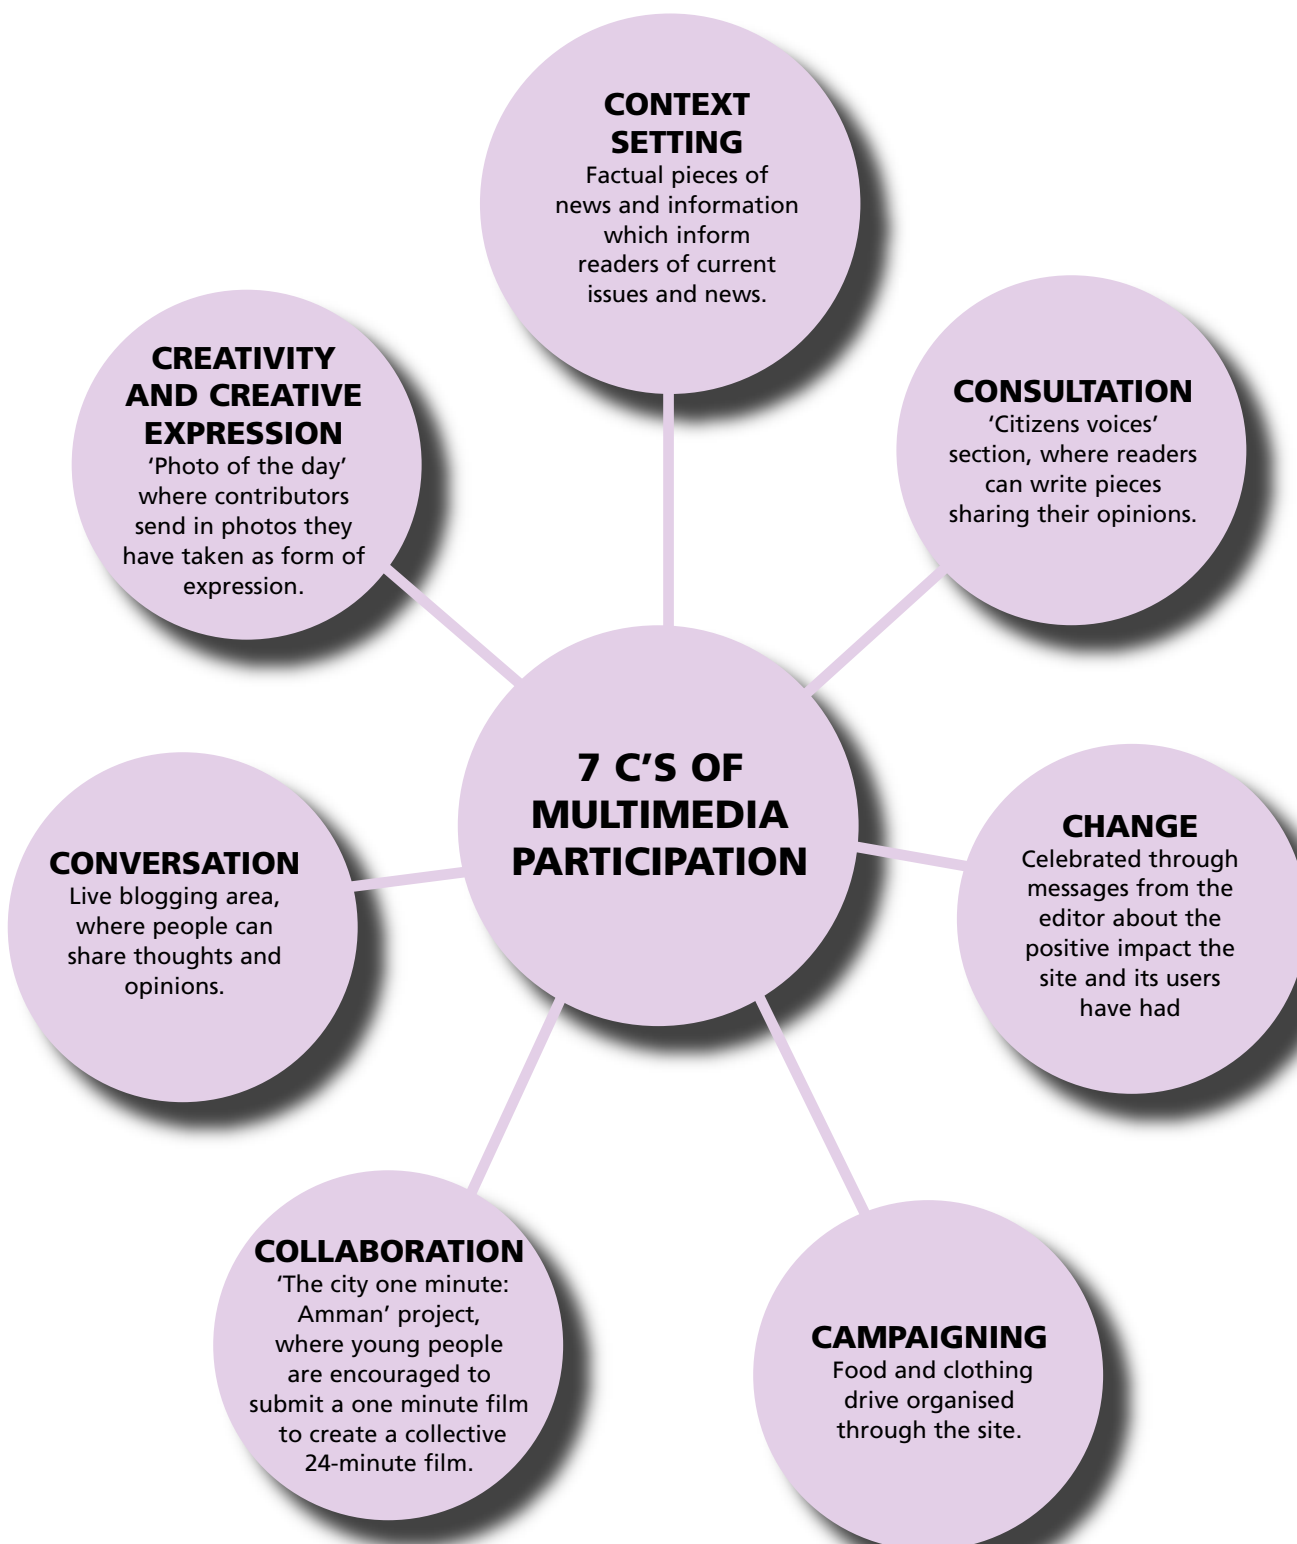 CONTEXT
SETTING
Factual pieces of
news and information
which inform
readers of current
issues and news.
CREATIVITY
AND CREATIVE
EXPRESSION
‘Photo of the day’
where contributors
send in photos they
have taken as form of
expression.
CONSULTATION
‘Citizens voices’
section, where readers
can write pieces
sharing their opinions.
7 C’S OF
MULTIMEDIA
PARTICIPATION
CONVERSATION
Live blogging area,
where people can
share thoughts and
opinions.
CHANGE
Celebrated through
messages from the
editor about the
positive impact the
site and its users
have had
COLLABORATION
‘The city one minute:
Amman’ project,
where young people
are encouraged to
submit a one minute film
to create a collective
24-minute film.
CAMPAIGNING
Food and clothing
drive organised
through the site.